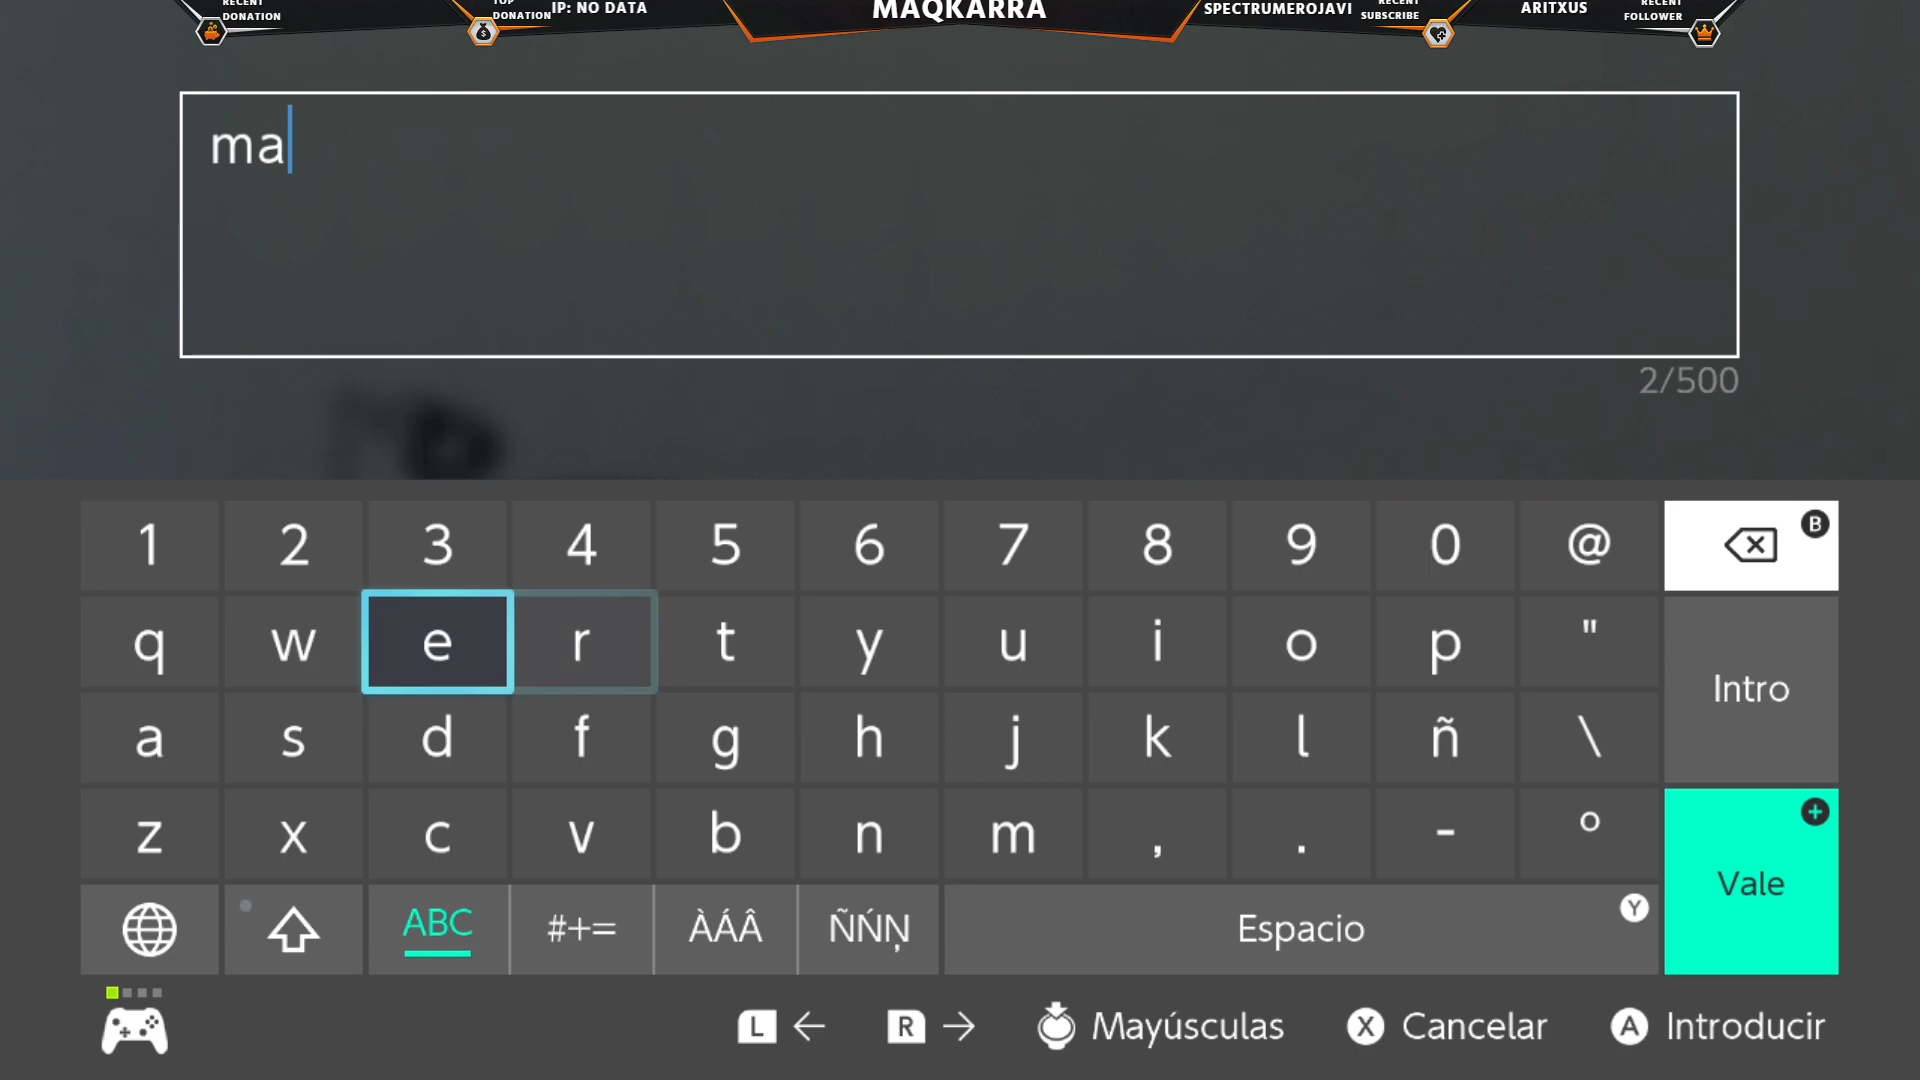 RECENT
DONATION
TOP
DONATION
IP: NO DATA
MAQKARRA
SPECTRUMEROJAVI
RECENT
SUBSCRIBE
ARITXUS
RECENT
FOLLOWER
ma
2/500
1 2 3 4 5 6 7 8 9 0 @ B
q w e r t y u i o p " Intro
a s d f g h j k l ñ \
z x c v b n m , . - º + Vale
ABC #+= ÀÁÂ ÑŃŅ Espacio Y
L ← R → Mayúsculas X Cancelar A Introducir